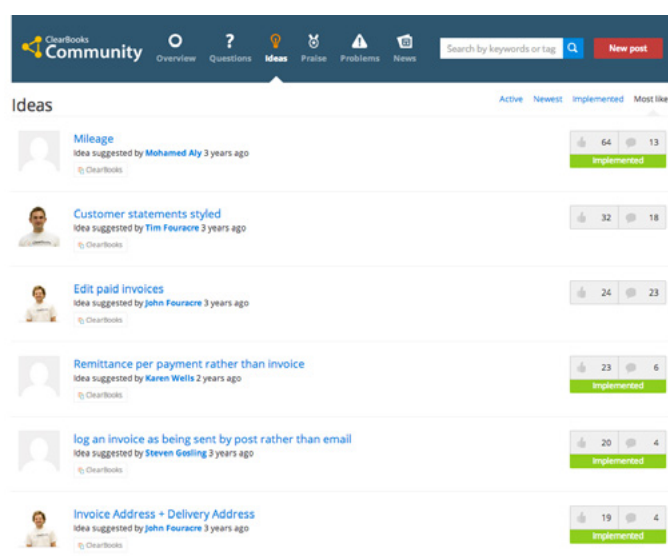 ClearBooks
Community
Overview
Questions
Ideas
Praise
Problems
News
Search by keywords or tag
New post
Ideas
Active Newest Implemented Most like
Mileage
Idea suggested by Mohamed Aly 3 years ago
ClearBooks
64 13
Implemented
Customer statements styled
Idea suggested by Tim Fouracre 3 years ago
ClearBooks
32 18
Edit paid invoices
Idea suggested by John Fouracre 3 years ago
ClearBooks
24 23
Remittance per payment rather than invoice
Idea suggested by Karen Wells 2 years ago
ClearBooks
23 6
Implemented
log an invoice as being sent by post rather than email
Idea suggested by Steven Gosling 3 years ago
ClearBooks
20 4
Implemented
Invoice Address + Delivery Address
Idea suggested by John Fouracre 3 years ago
ClearBooks
19 4
Implemented